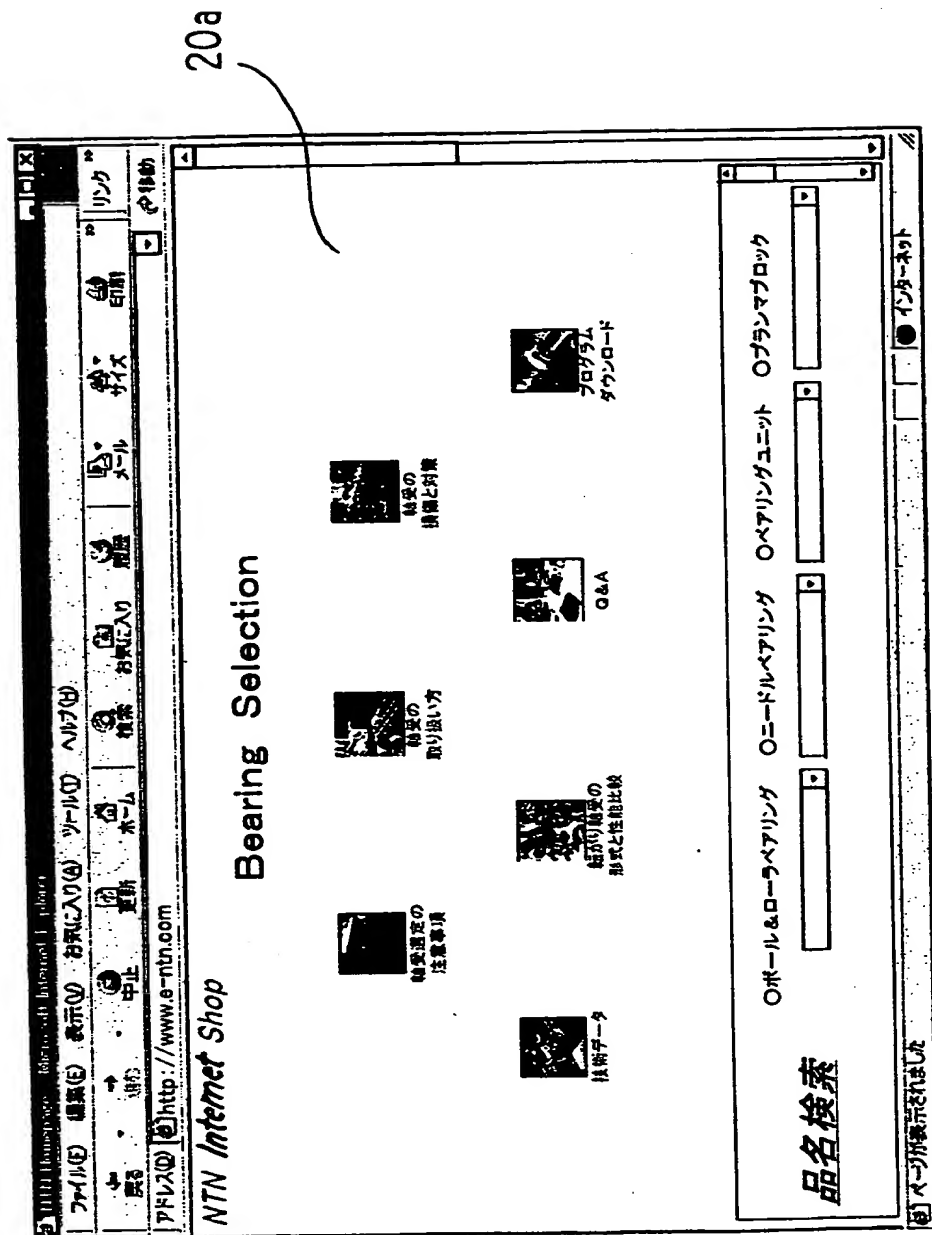 20a
NTN Homepage - Microsoft Internet Explorer
ファイル(F) 編集(E) 表示(V) お気に入り(A) ツール(T) ヘルプ(H)
戻る 進む 中止 更新 ホーム 検索 お気に入り 履歴 メール サイズ 印刷 » リンク »
アドレス(D) http://www.e-ntn.com 移動
NTN Internet Shop
Bearing Selection
軸受選定の
注意事項
軸受の
取り扱い方
軸受の
損傷と対策
技術データ
転がり軸受の
形式と性能比較
Q&A
プログラム
ダウンロード
品名検索
○ボール&ローラベアリング ○ニードルベアリング ○ベアリングユニット ○プランマブロック
ページが表示されました インターネット